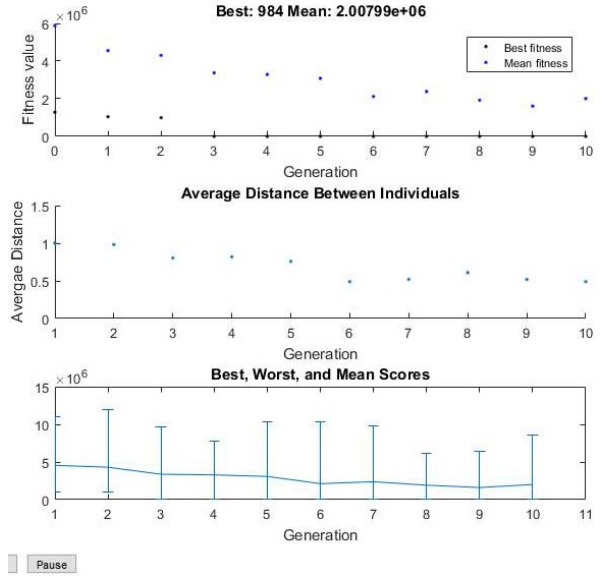 Best: 984 Mean: 2.00799e+06
× 10^6
6
4
2
0
Fitness value
Best fitness
Mean fitness
0 1 2 3 4 5 6 7 8 9 10
Generation
Average Distance Between Individuals
1.5
1
0.5
0
Avergae Distance
1 2 3 4 5 6 7 8 9 10
Generation
Best, Worst, and Mean Scores
× 10^6
15
10
5
0
1 2 3 4 5 6 7 8 9 10 11
Generation
Pause